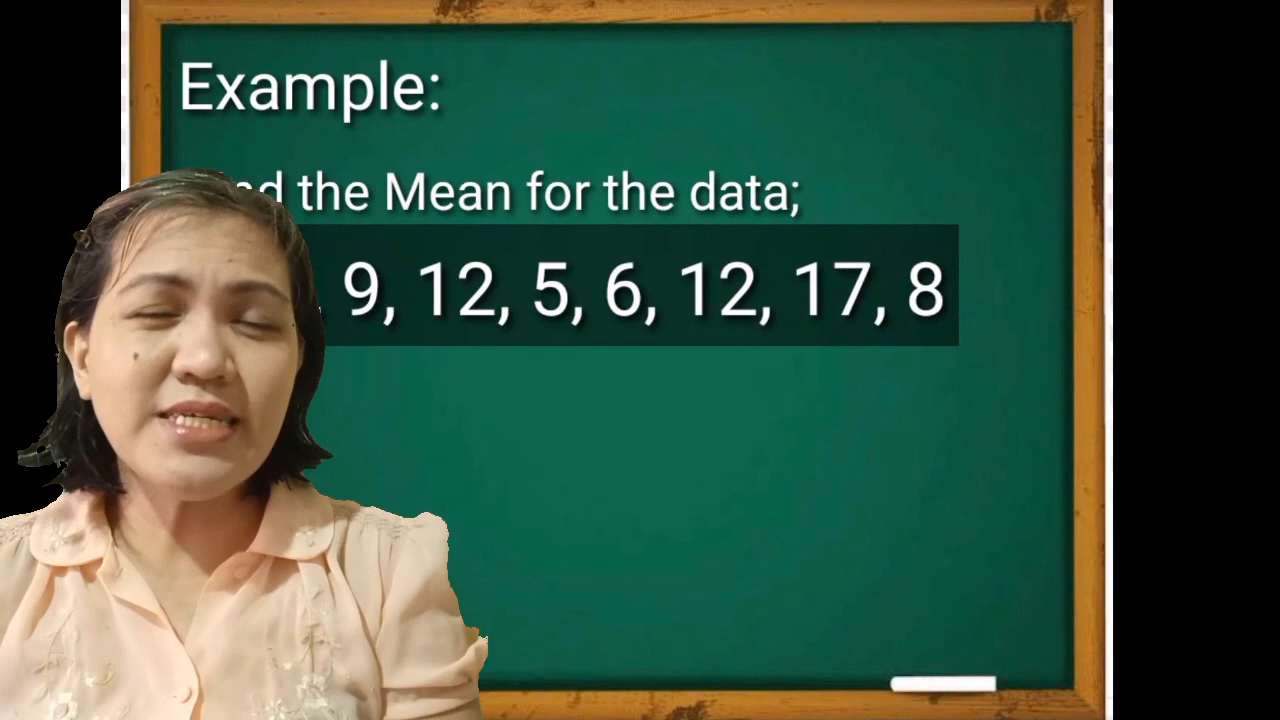 Example:
the Mean for the data;
9, 12, 5, 6, 12, 17, 8